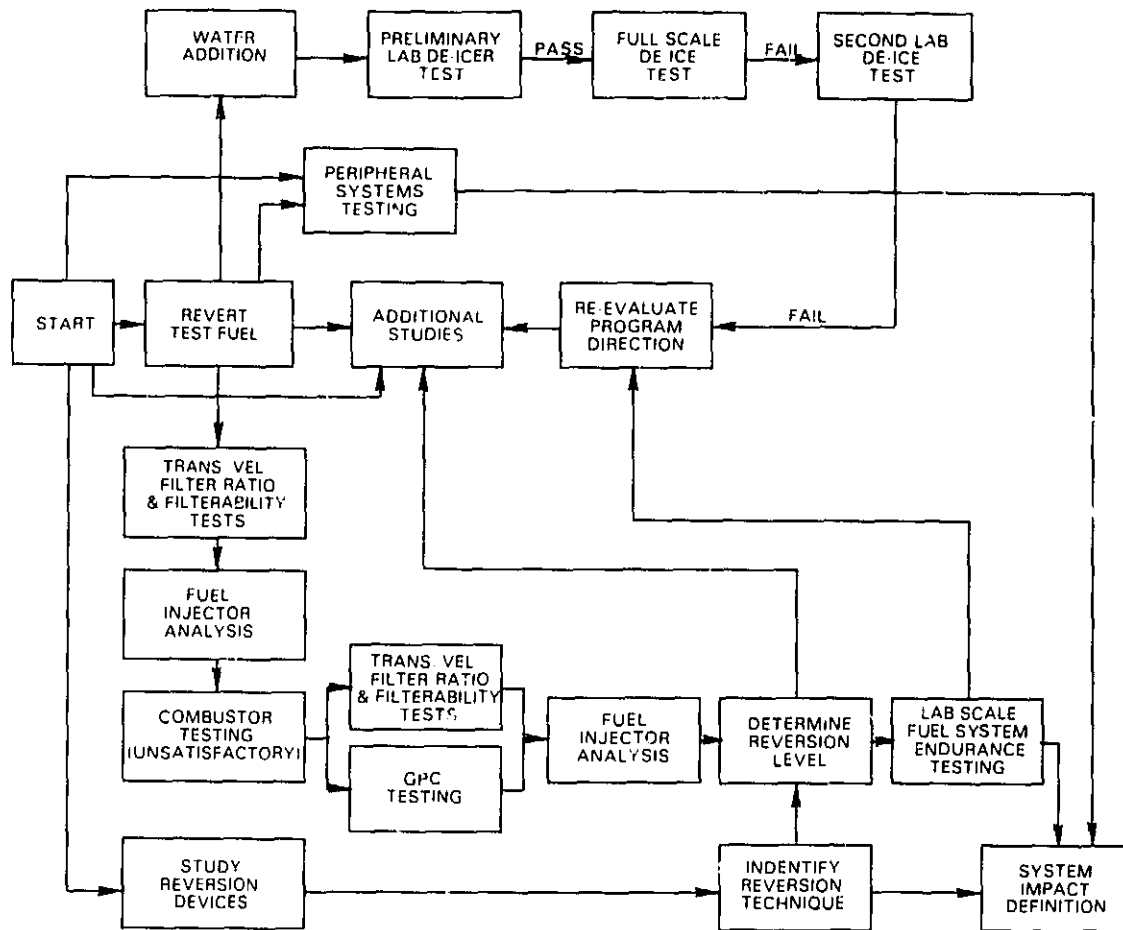 WATER
ADDITION
PRELIMINARY
LAB DE-ICER
TEST
PASS
FULL SCALE
DE ICE
TEST
FAIL
SECOND LAB
DE-ICE
TEST
PERIPHERAL
SYSTEMS
TESTING
START
REVERT
TEST FUEL
ADDITIONAL
STUDIES
RE-EVALUATE
PROGRAM
DIRECTION
FAIL
TRANS. VEL
FILTER RATIO
& FILTERABILITY
TESTS
FUEL
INJECTOR
ANALYSIS
COMBUSTOR
TESTING
(UNSATISFACTORY)
TRANS. VEL
FILTER RATIO
& FILTERABILITY
TESTS
GPC
TESTING
FUEL
INJECTOR
ANALYSIS
DETERMINE
REVERSION
LEVEL
LAB SCALE
FUEL SYSTEM
ENDURANCE
TESTING
STUDY
REVERSION
DEVICES
INDENTIFY
REVERSION
TECHNIQUE
SYSTEM
IMPACT
DEFINITION